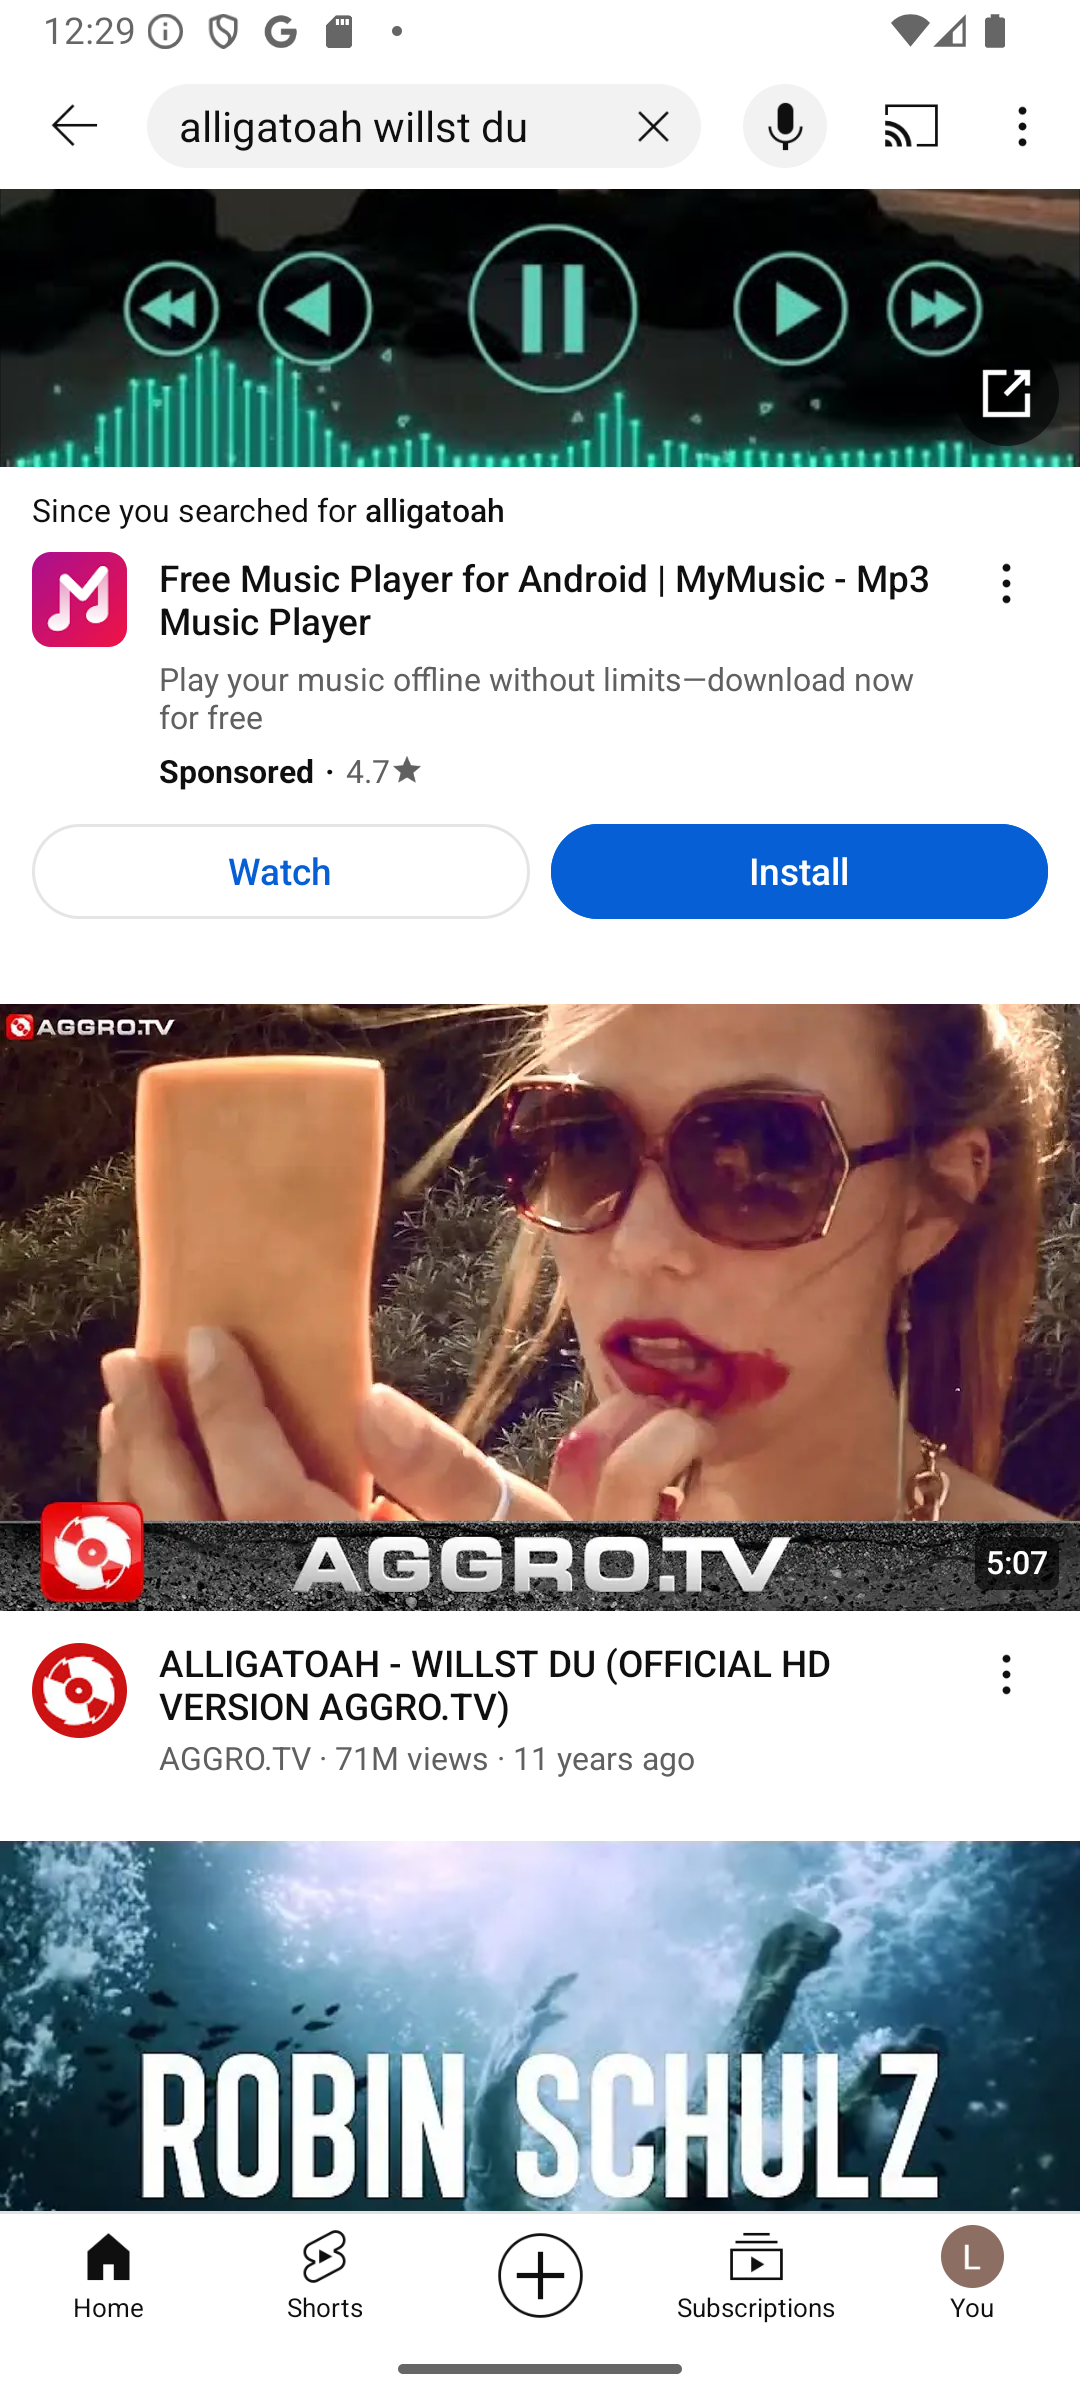 12:29
alligatoah willst du
Since you searched for alligatoah
Free Music Player for Android | MyMusic - Mp3
Music Player
Play your music offline without limits—download now
for free
Sponsored · 4.7★
Watch
Install
AGGRO.TV
AGGRO.TV
5:07
ALLIGATOAH - WILLST DU (OFFICIAL HD
VERSION AGGRO.TV)
AGGRO.TV · 71M views · 11 years ago
ROBIN SCHULZ
Home
Shorts
Subscriptions
L
You